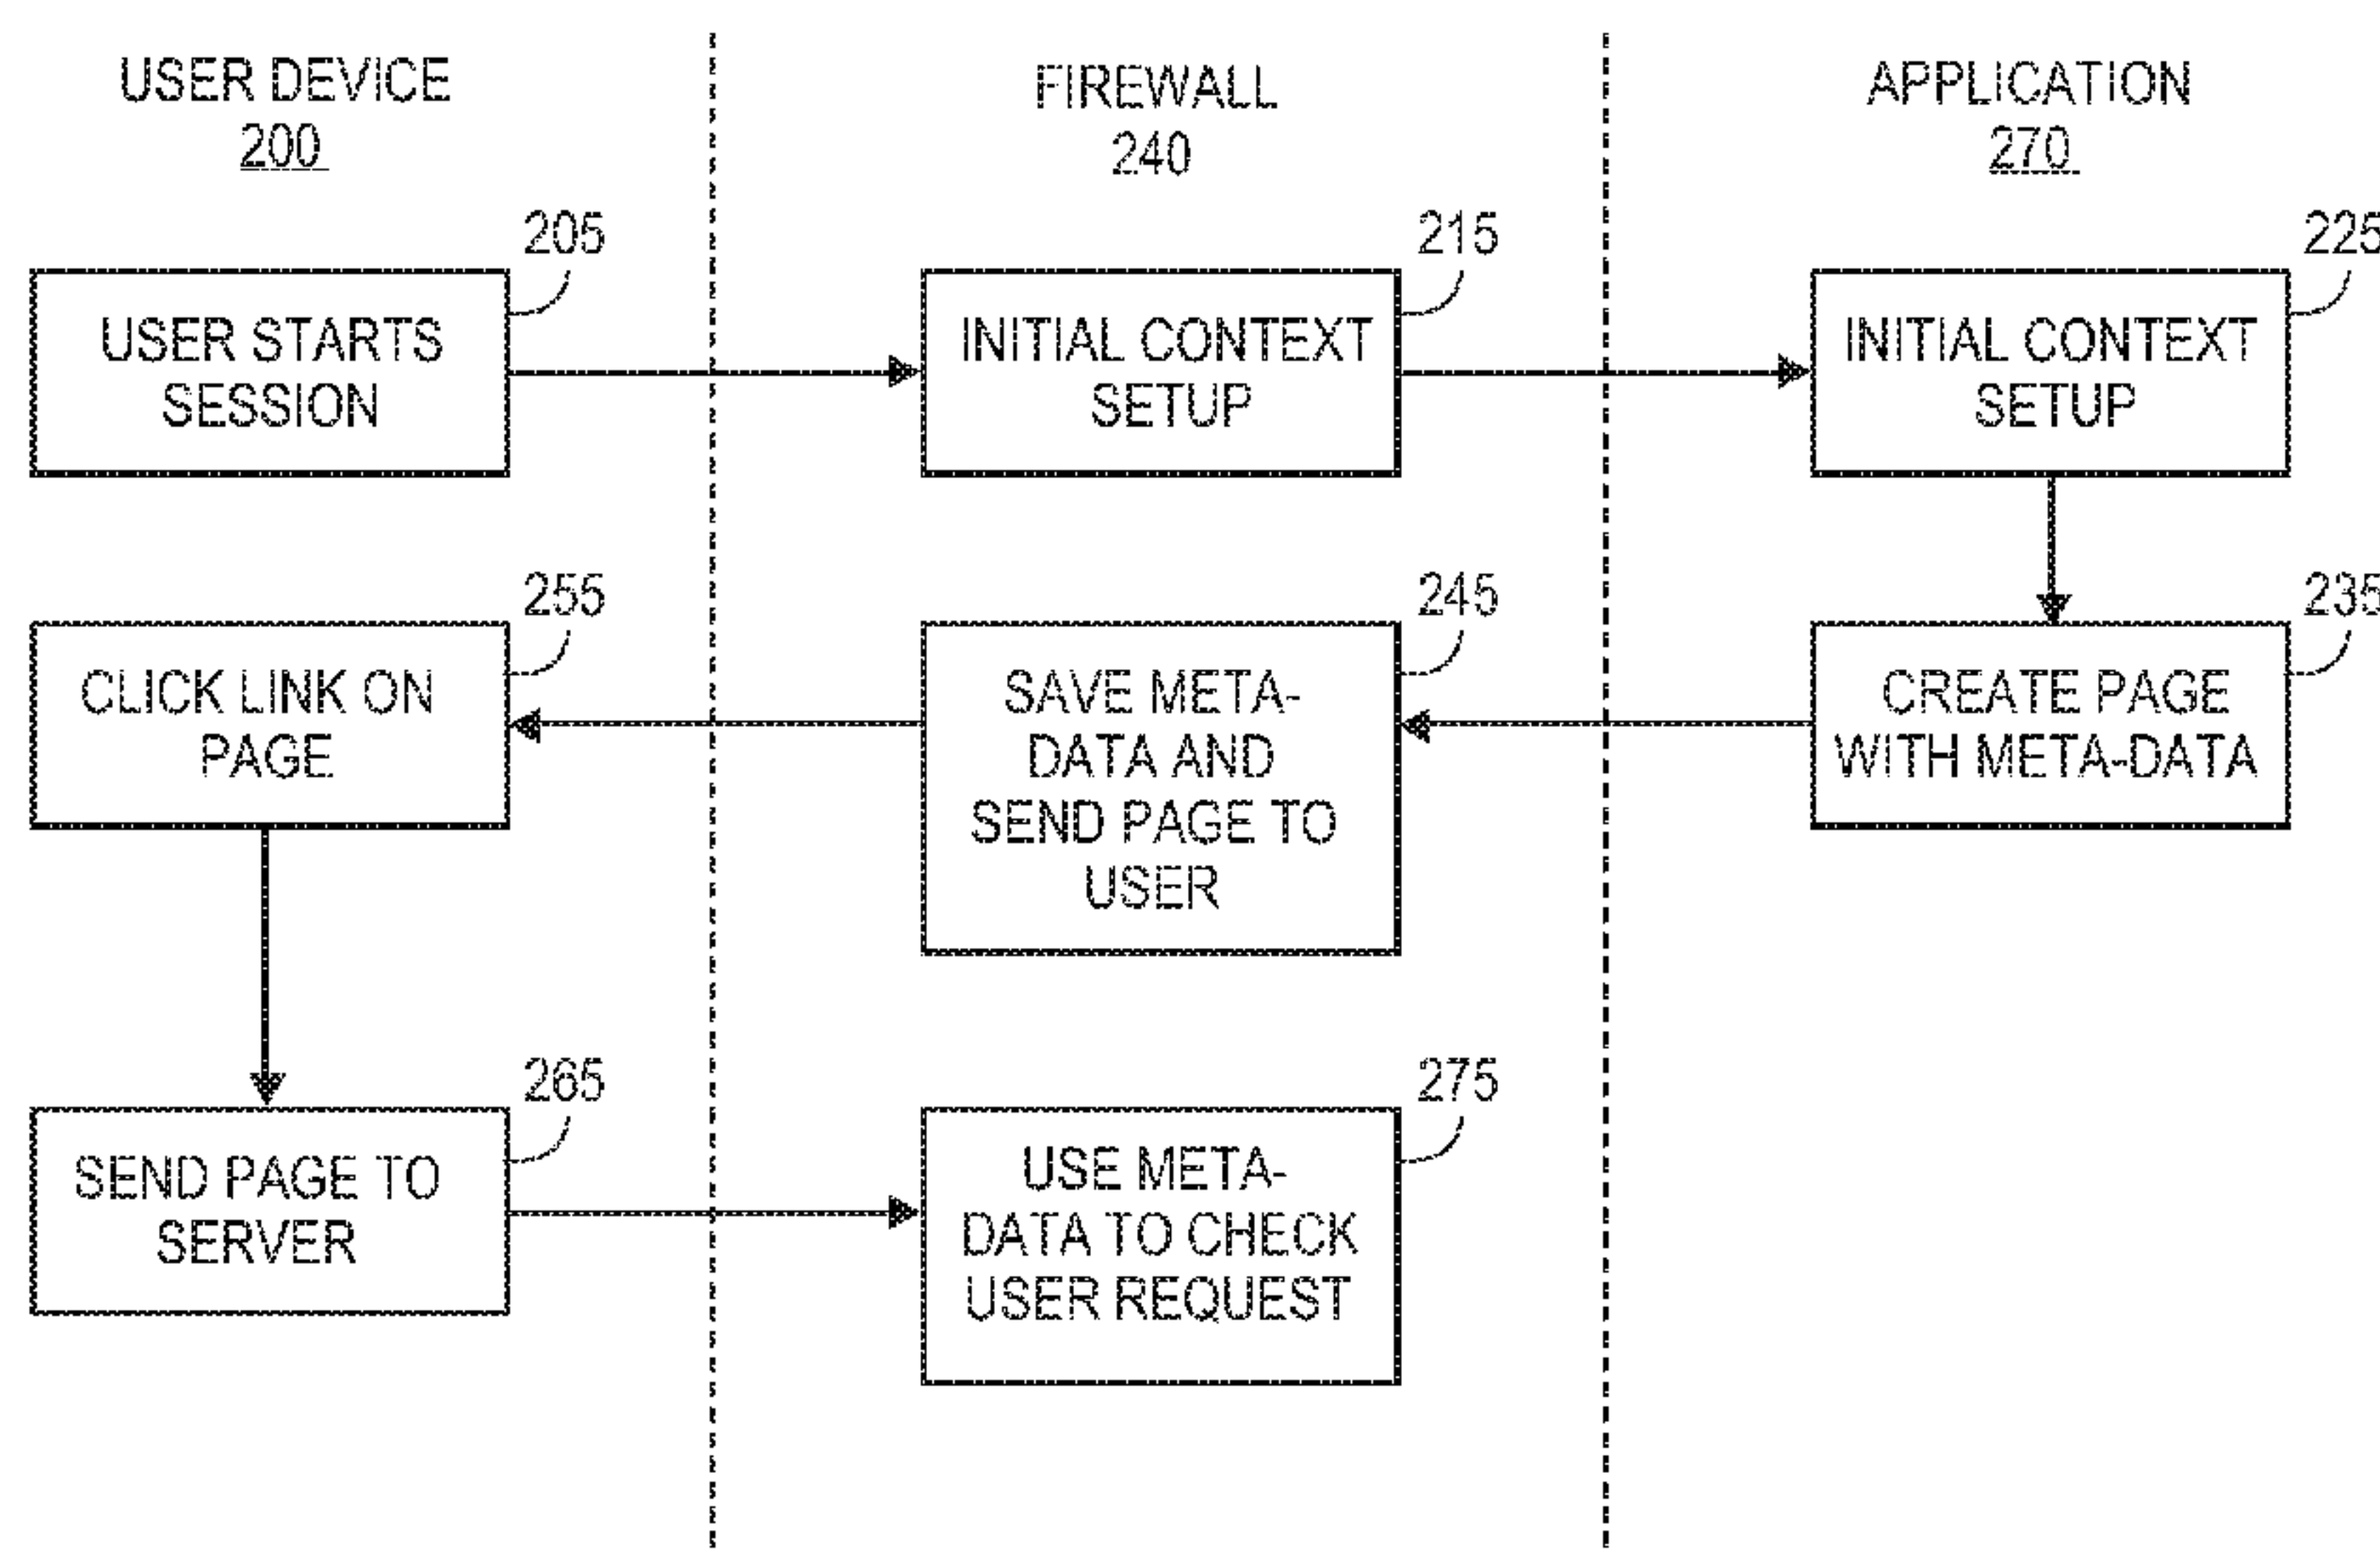 USER DEVICE
200
FIREWALL
240
APPLICATION
270
205
USER STARTS
SESSION
215
INITIAL CONTEXT
SETUP
225
INITIAL CONTEXT
SETUP
255
CLICK LINK ON
PAGE
245
SAVE META-
DATA AND
SEND PAGE TO
USER
235
CREATE PAGE
WITH META-DATA
265
SEND PAGE TO
SERVER
275
USE META-
DATA TO CHECK
USER REQUEST